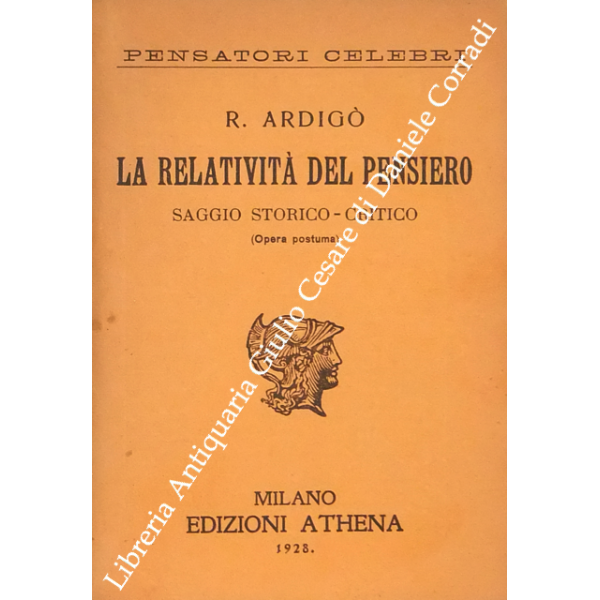 PENSATORI CELEBRI
R. ARDIGÒ
LA RELATIVITÀ DEL PENSIERO
SAGGIO STORICO-CRITICO
(Opera postuma)
MILANO
EDIZIONI ATHENA
1928.
Libreria Antiquaria Giulio Cesare di Daniele Corradi